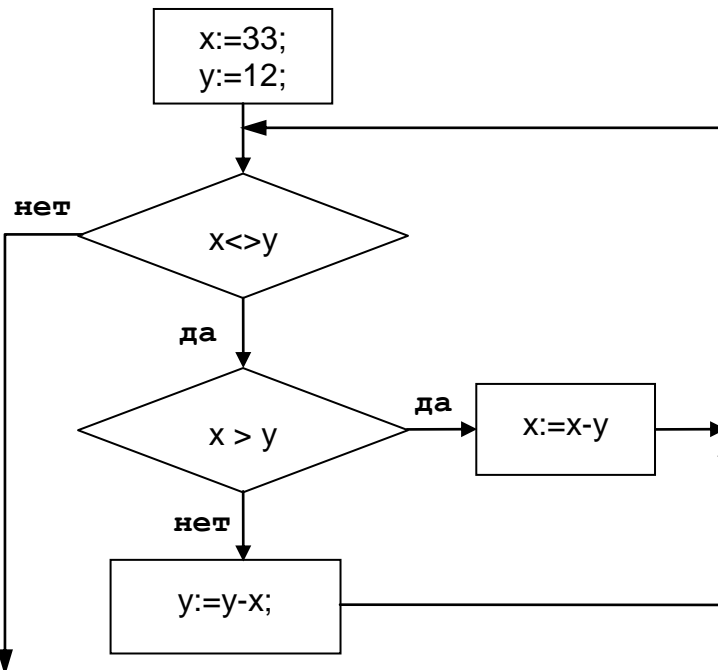 x:=33;
y:=12;
нет
x<>y
да
x > y
да
x:=x-y
нет
y:=y-x;